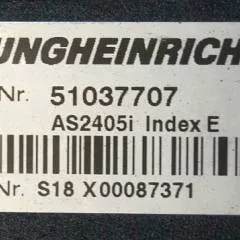 UNGHEINRICH
Nr. 51037707
AS2405i Index E
Nr. S18 X00087371